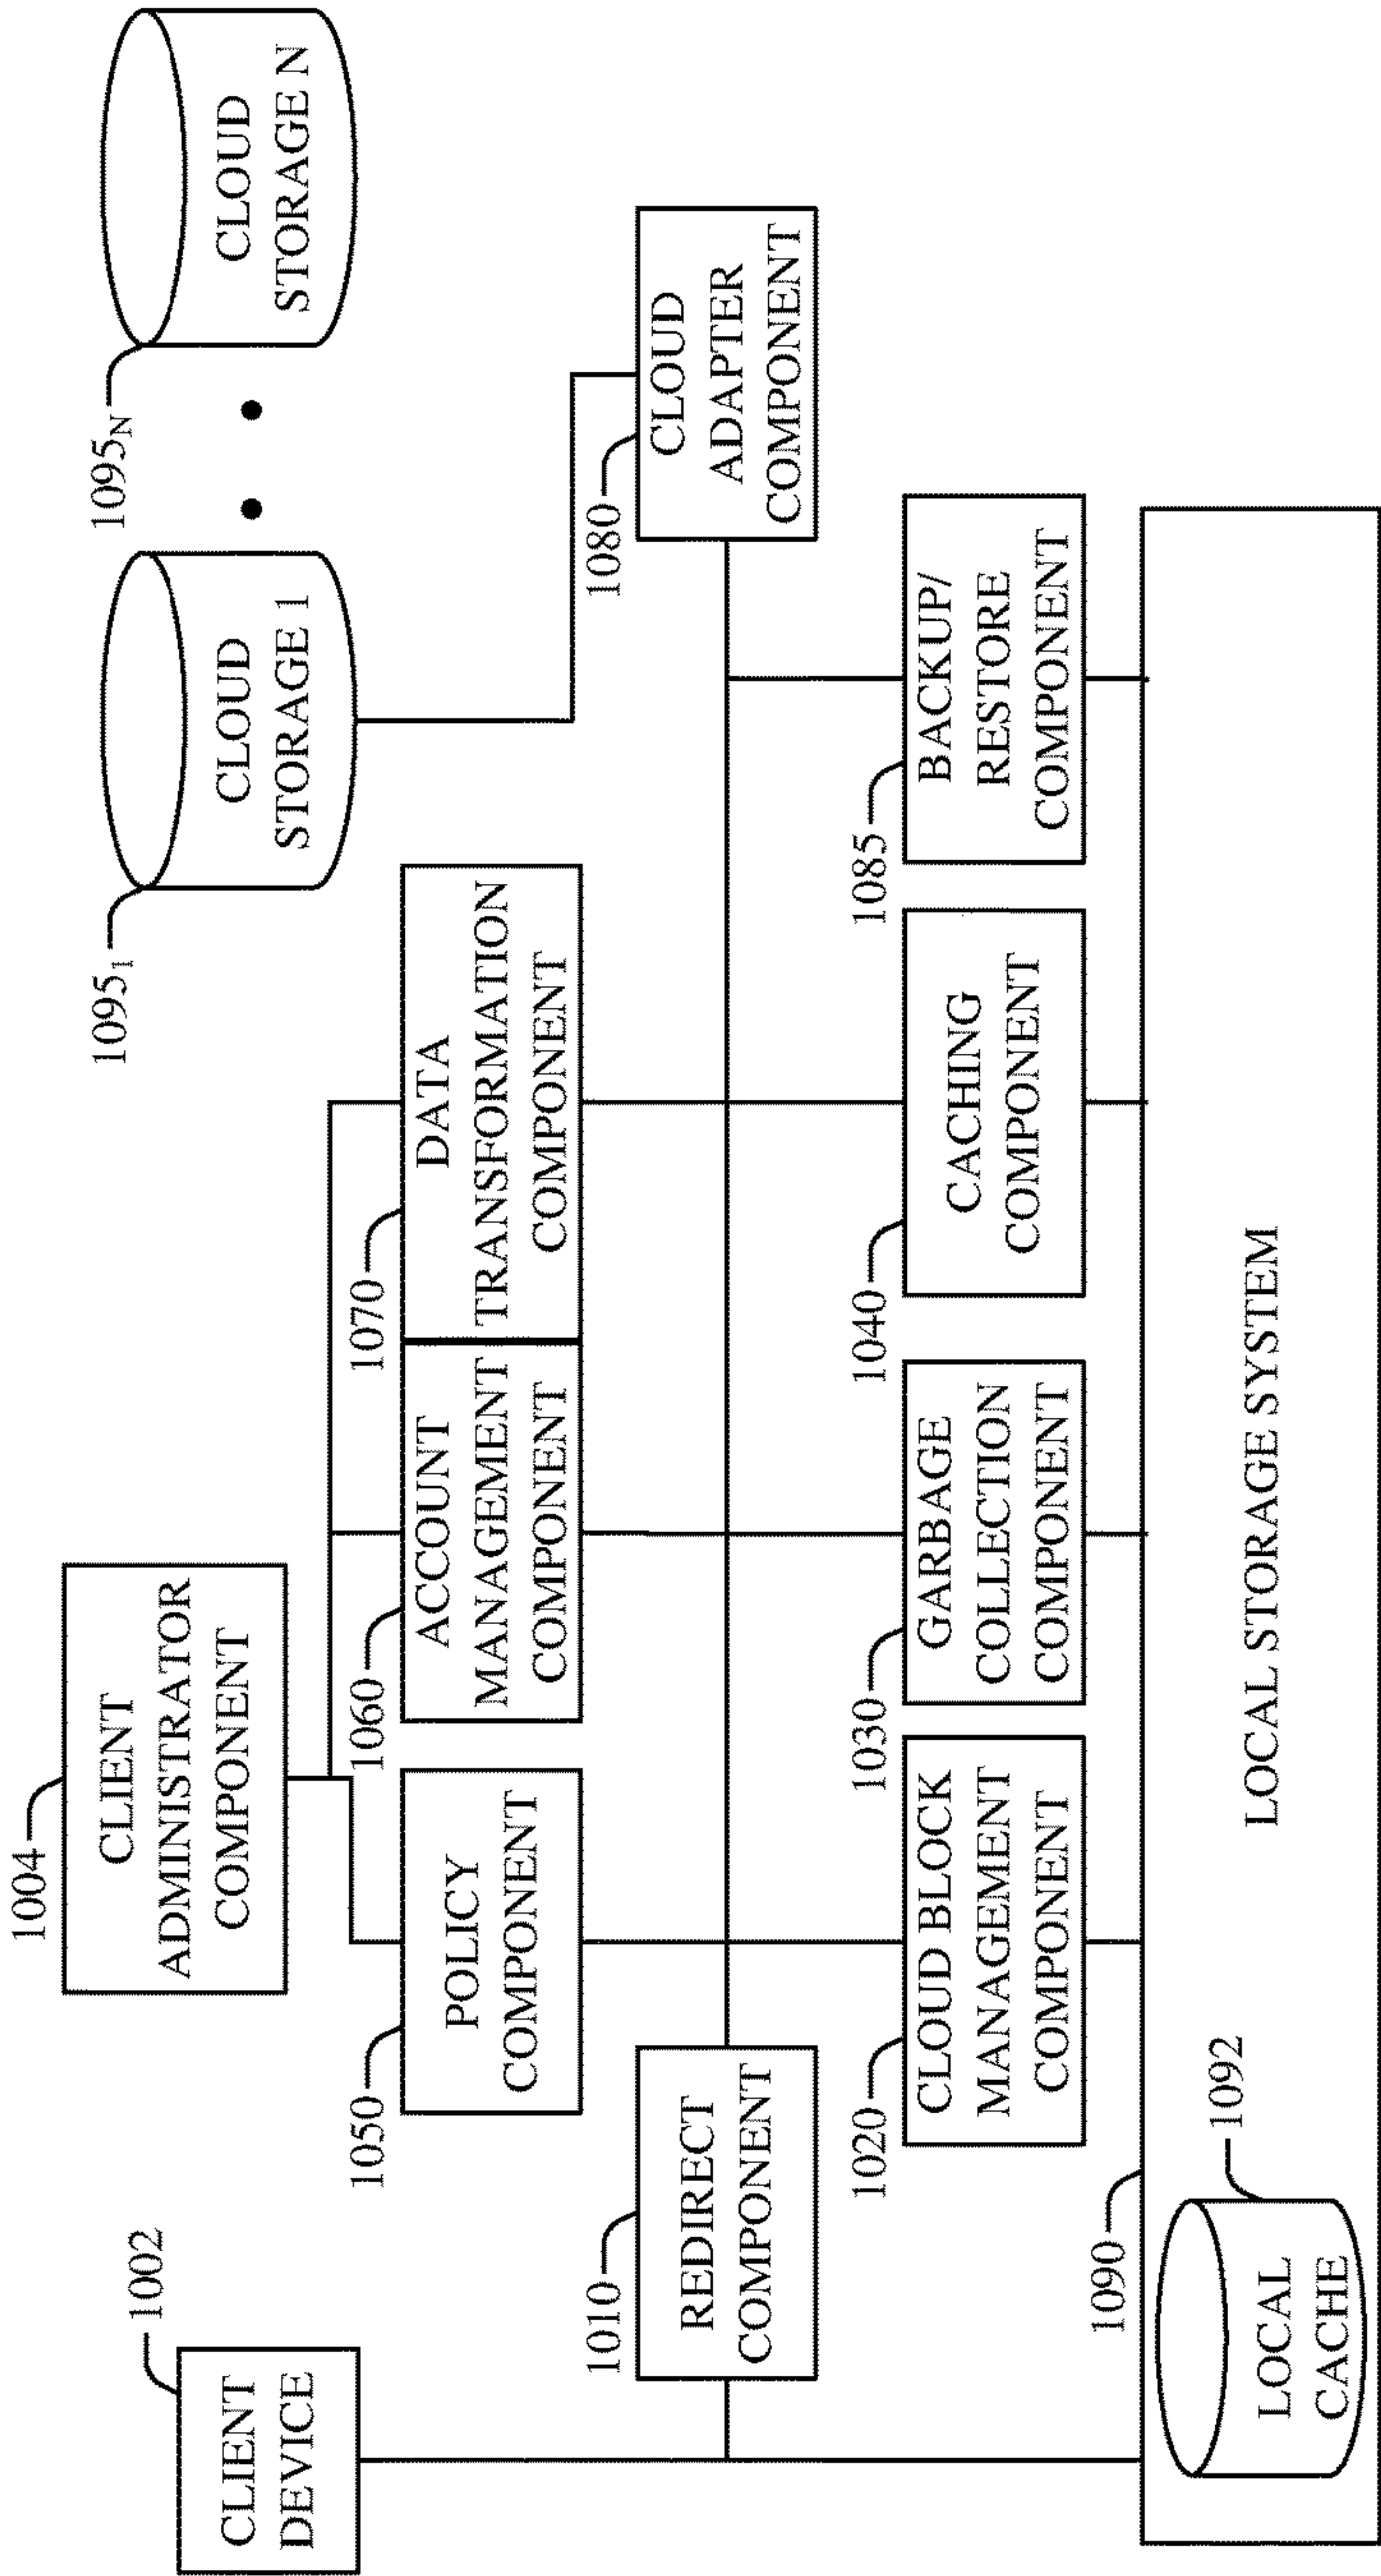 1004
CLIENT
ADMINISTRATOR
COMPONENT
1002
CLIENT
DEVICE
1095₁
CLOUD
STORAGE 1
1095N
CLOUD
STORAGE N
1050
POLICY
COMPONENT
1060
ACCOUNT
MANAGEMENT
COMPONENT
1070
DATA
TRANSFORMATION
COMPONENT
1010
REDIRECT
COMPONENT
1080
CLOUD
ADAPTER
COMPONENT
1020
CLOUD BLOCK
MANAGEMENT
COMPONENT
1030
GARBAGE
COLLECTION
COMPONENT
1040
CACHING
COMPONENT
1085
BACKUP/
RESTORE
COMPONENT
1090
1092
LOCAL
CACHE
LOCAL STORAGE SYSTEM